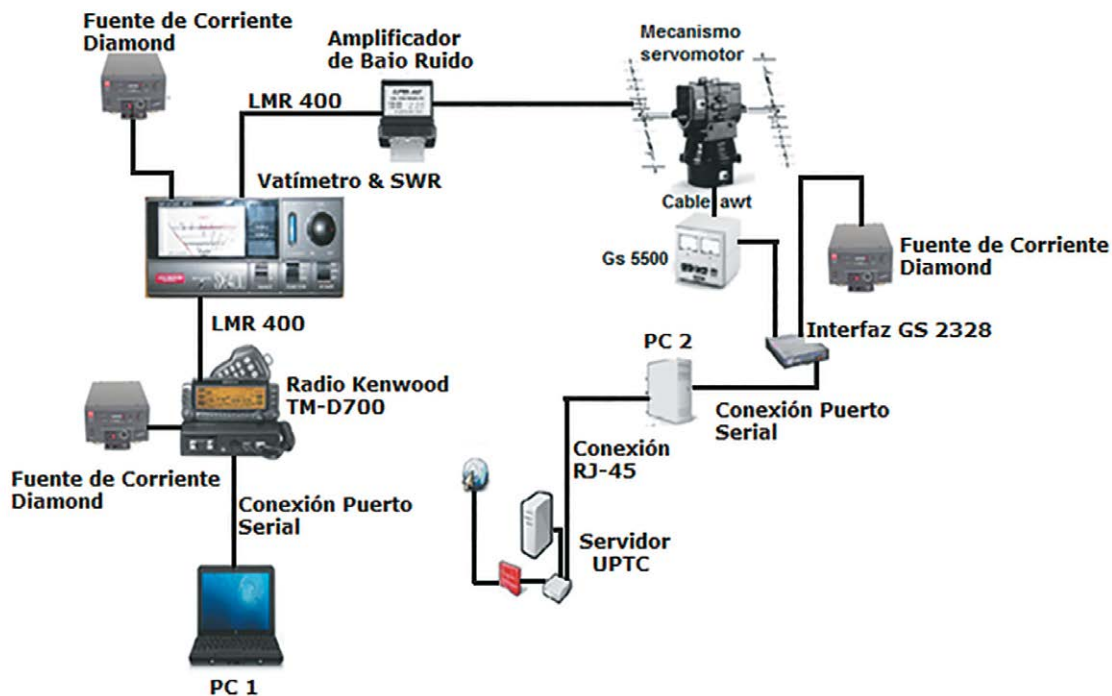 Fuente de Corriente
Diamond
Amplificador
de Baio Ruido
Mecanismo
servomotor
LMR 400
Vatímetro & SWR
Cable awt
Gs 5500
Fuente de Corriente
Diamond
LMR 400
Interfaz GS 2328
PC 2
Radio Kenwood
TM-D700
Conexión Puerto
Serial
Conexión
RJ-45
Fuente de Corriente
Diamond
Conexión Puerto
Serial
Servidor
UPTC
PC 1